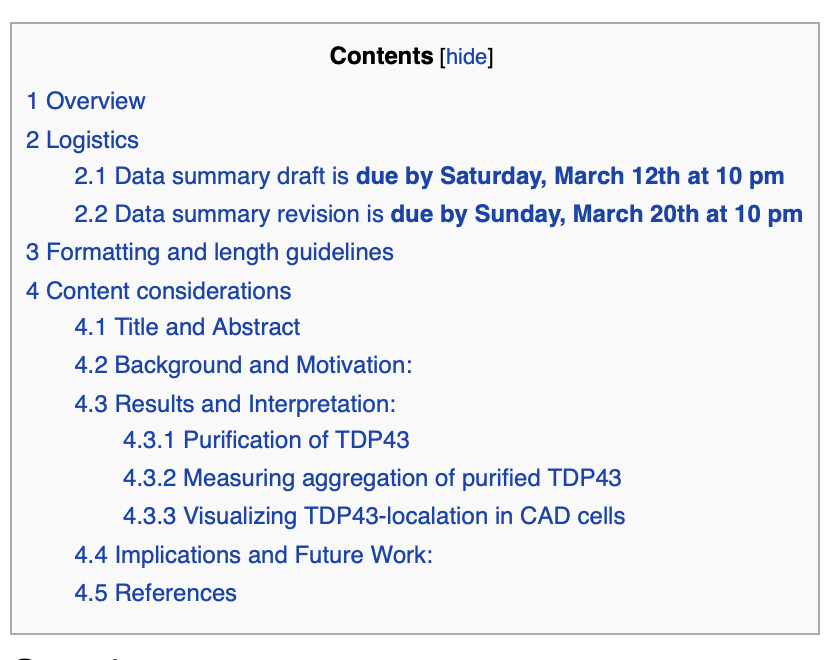 Contents [hide]
1 Overview
2 Logistics
2.1 Data summary draft is due by Saturday, March 12th at 10 pm
2.2 Data summary revision is due by Sunday, March 20th at 10 pm
3 Formatting and length guidelines
4 Content considerations
4.1 Title and Abstract
4.2 Background and Motivation:
4.3 Results and Interpretation:
4.3.1 Purification of TDP43
4.3.2 Measuring aggregation of purified TDP43
4.3.3 Visualizing TDP43-localation in CAD cells
4.4 Implications and Future Work:
4.5 References